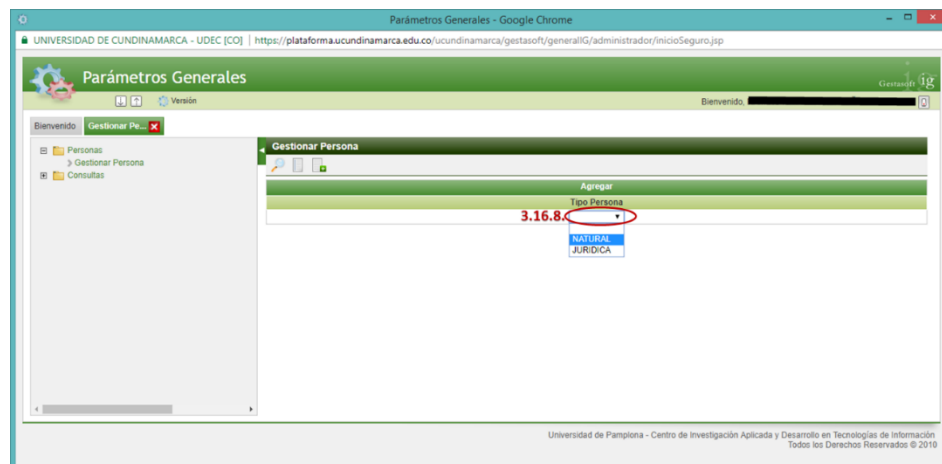 Parámetros Generales - Google Chrome
UNIVERSIDAD DE CUNDINAMARCA - UDEC [CO] https://plataforma.ucundinamarca.edu.co/ucundinamarca/gestasoft/generalIG/administrador/inicioSeguro.jsp
Parámetros Generales
Gestasoft ig
Versión
Bienvenido,
Bienvenido
Gestionar Pe...
Personas
Gestionar Persona
Consultas
Gestionar Persona
Agregar
Tipo Persona
3.16.8.
NATURAL
JURIDICA
Universidad de Pamplona - Centro de Investigación Aplicada y Desarrollo en Tecnologías de Información
Todos los Derechos Reservados © 2010